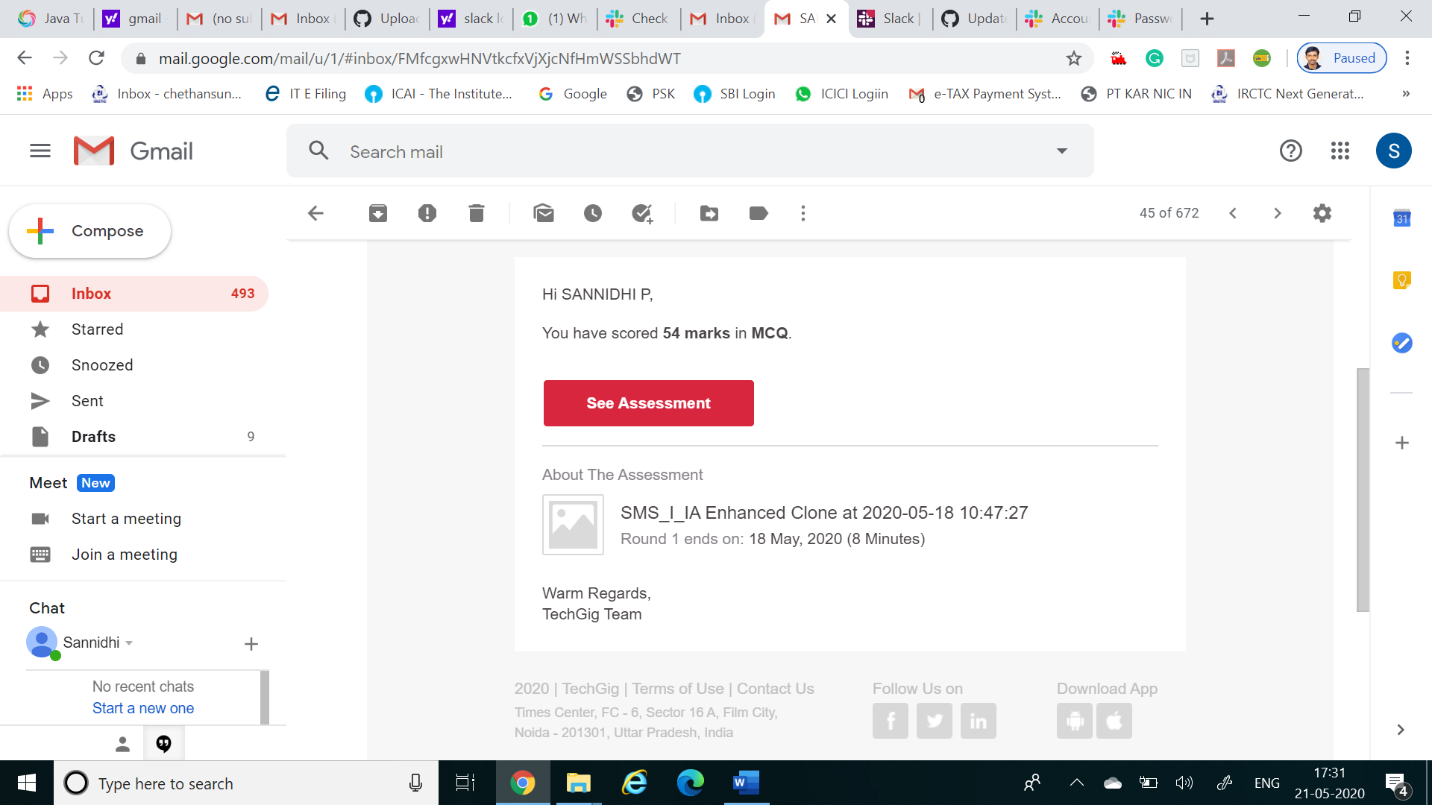 Java Tu
gmail
(no su
Inbox
Uploa
slack lo
(1) Wh
Check
Inbox
SA
Slack |
Updat
Accou
Passw
mail.google.com/mail/u/1/#inbox/FMfcgxwHNVtkcfxVjXjcNfHmWSSbhdWT
Paused
Apps
Inbox - chethansun...
IT E Filing
ICAI - The Institute...
Google
PSK
SBI Login
ICICI Logiin
e-TAX Payment Syst...
PT KAR NIC IN
IRCTC Next Generat...
»
Gmail
Search mail
S
Compose
45 of 672
31
Inbox 493
Starred
Snoozed
Sent
Drafts 9
Meet New
Start a meeting
Join a meeting
Chat
Sannidhi
No recent chats
Start a new one
Hi SANNIDHI P,
You have scored 54 marks in MCQ.
See Assessment
About The Assessment
SMS_I_IA Enhanced Clone at 2020-05-18 10:47:27
Round 1 ends on: 18 May, 2020 (8 Minutes)
Warm Regards,
TechGig Team
2020 | TechGig | Terms of Use | Contact Us
Times Center, FC - 6, Sector 16 A, Film City,
Noida - 201301, Uttar Pradesh, India
Follow Us on
Download App
Type here to search
ENG
17:31
21-05-2020
4